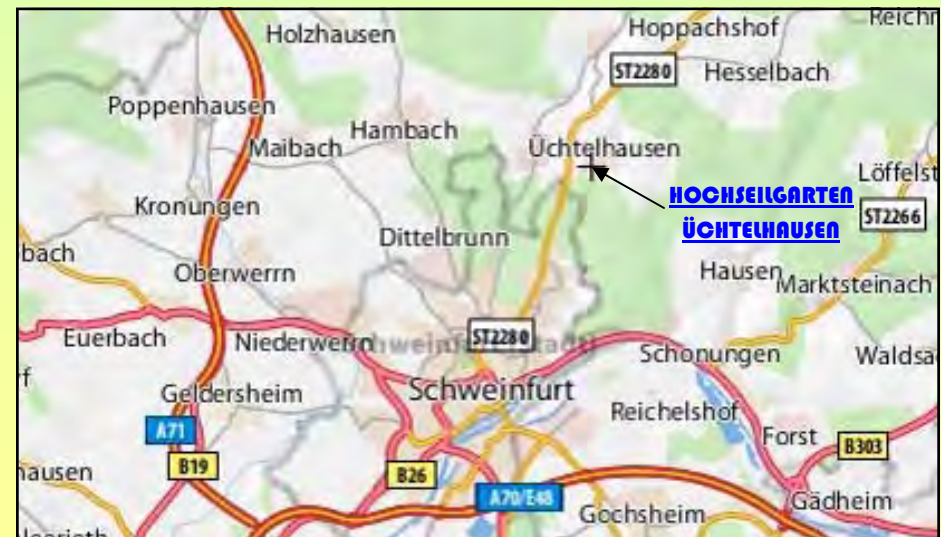 Holzhausen
Hoppachshof
Reichr
ST2280
Hesselbach
Poppenhausen
Hambach
Maibach
Üchtelhausen
Löffelst
HOCHSEILGARTEN
ÜCHTELHAUSEN
ST2266
Kronungen
Dittelbrunn
bach
Oberwerrn
Hausen
Marktsteinach
Euerbach
Niederwerrn
ST2280
Schonungen
Waldsa
f
Geldersheim
Schweinfurt
Reichelshof
A71
Forst
B303
B19
B26
hausen
A70/E48
Gochsheim
Gädheim